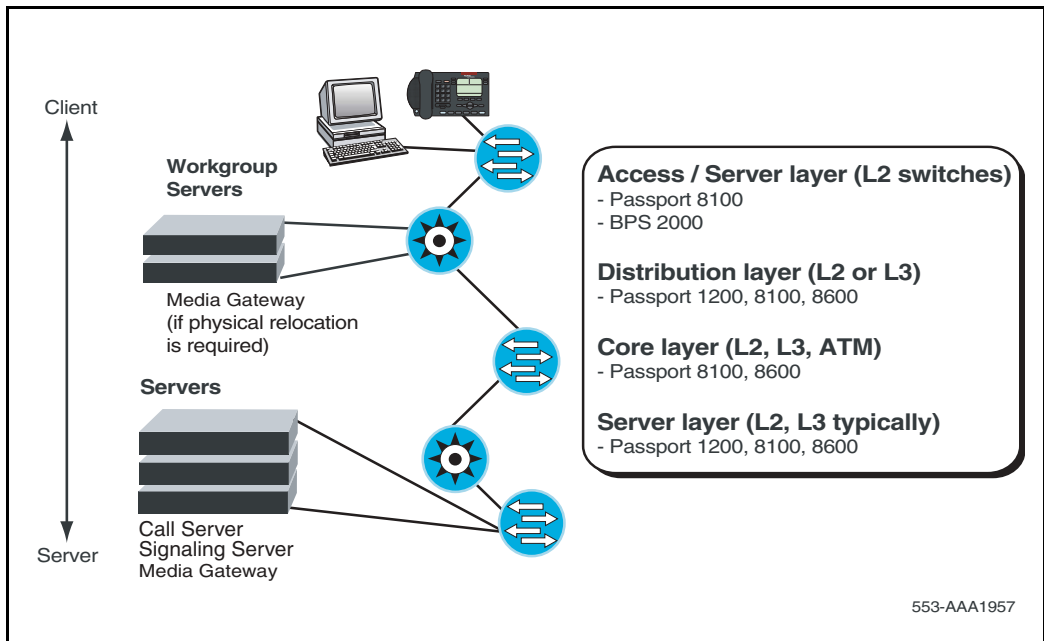 Client
Workgroup
Servers
Media Gateway
(if physical relocation
is required)
Servers
Call Server
Signaling Server
Media Gateway
Server
Access / Server layer (L2 switches)
- Passport 8100
- BPS 2000
Distribution layer (L2 or L3)
- Passport 1200, 8100, 8600
Core layer (L2, L3, ATM)
- Passport 8100, 8600
Server layer (L2, L3 typically)
- Passport 1200, 8100, 8600
553-AAA1957